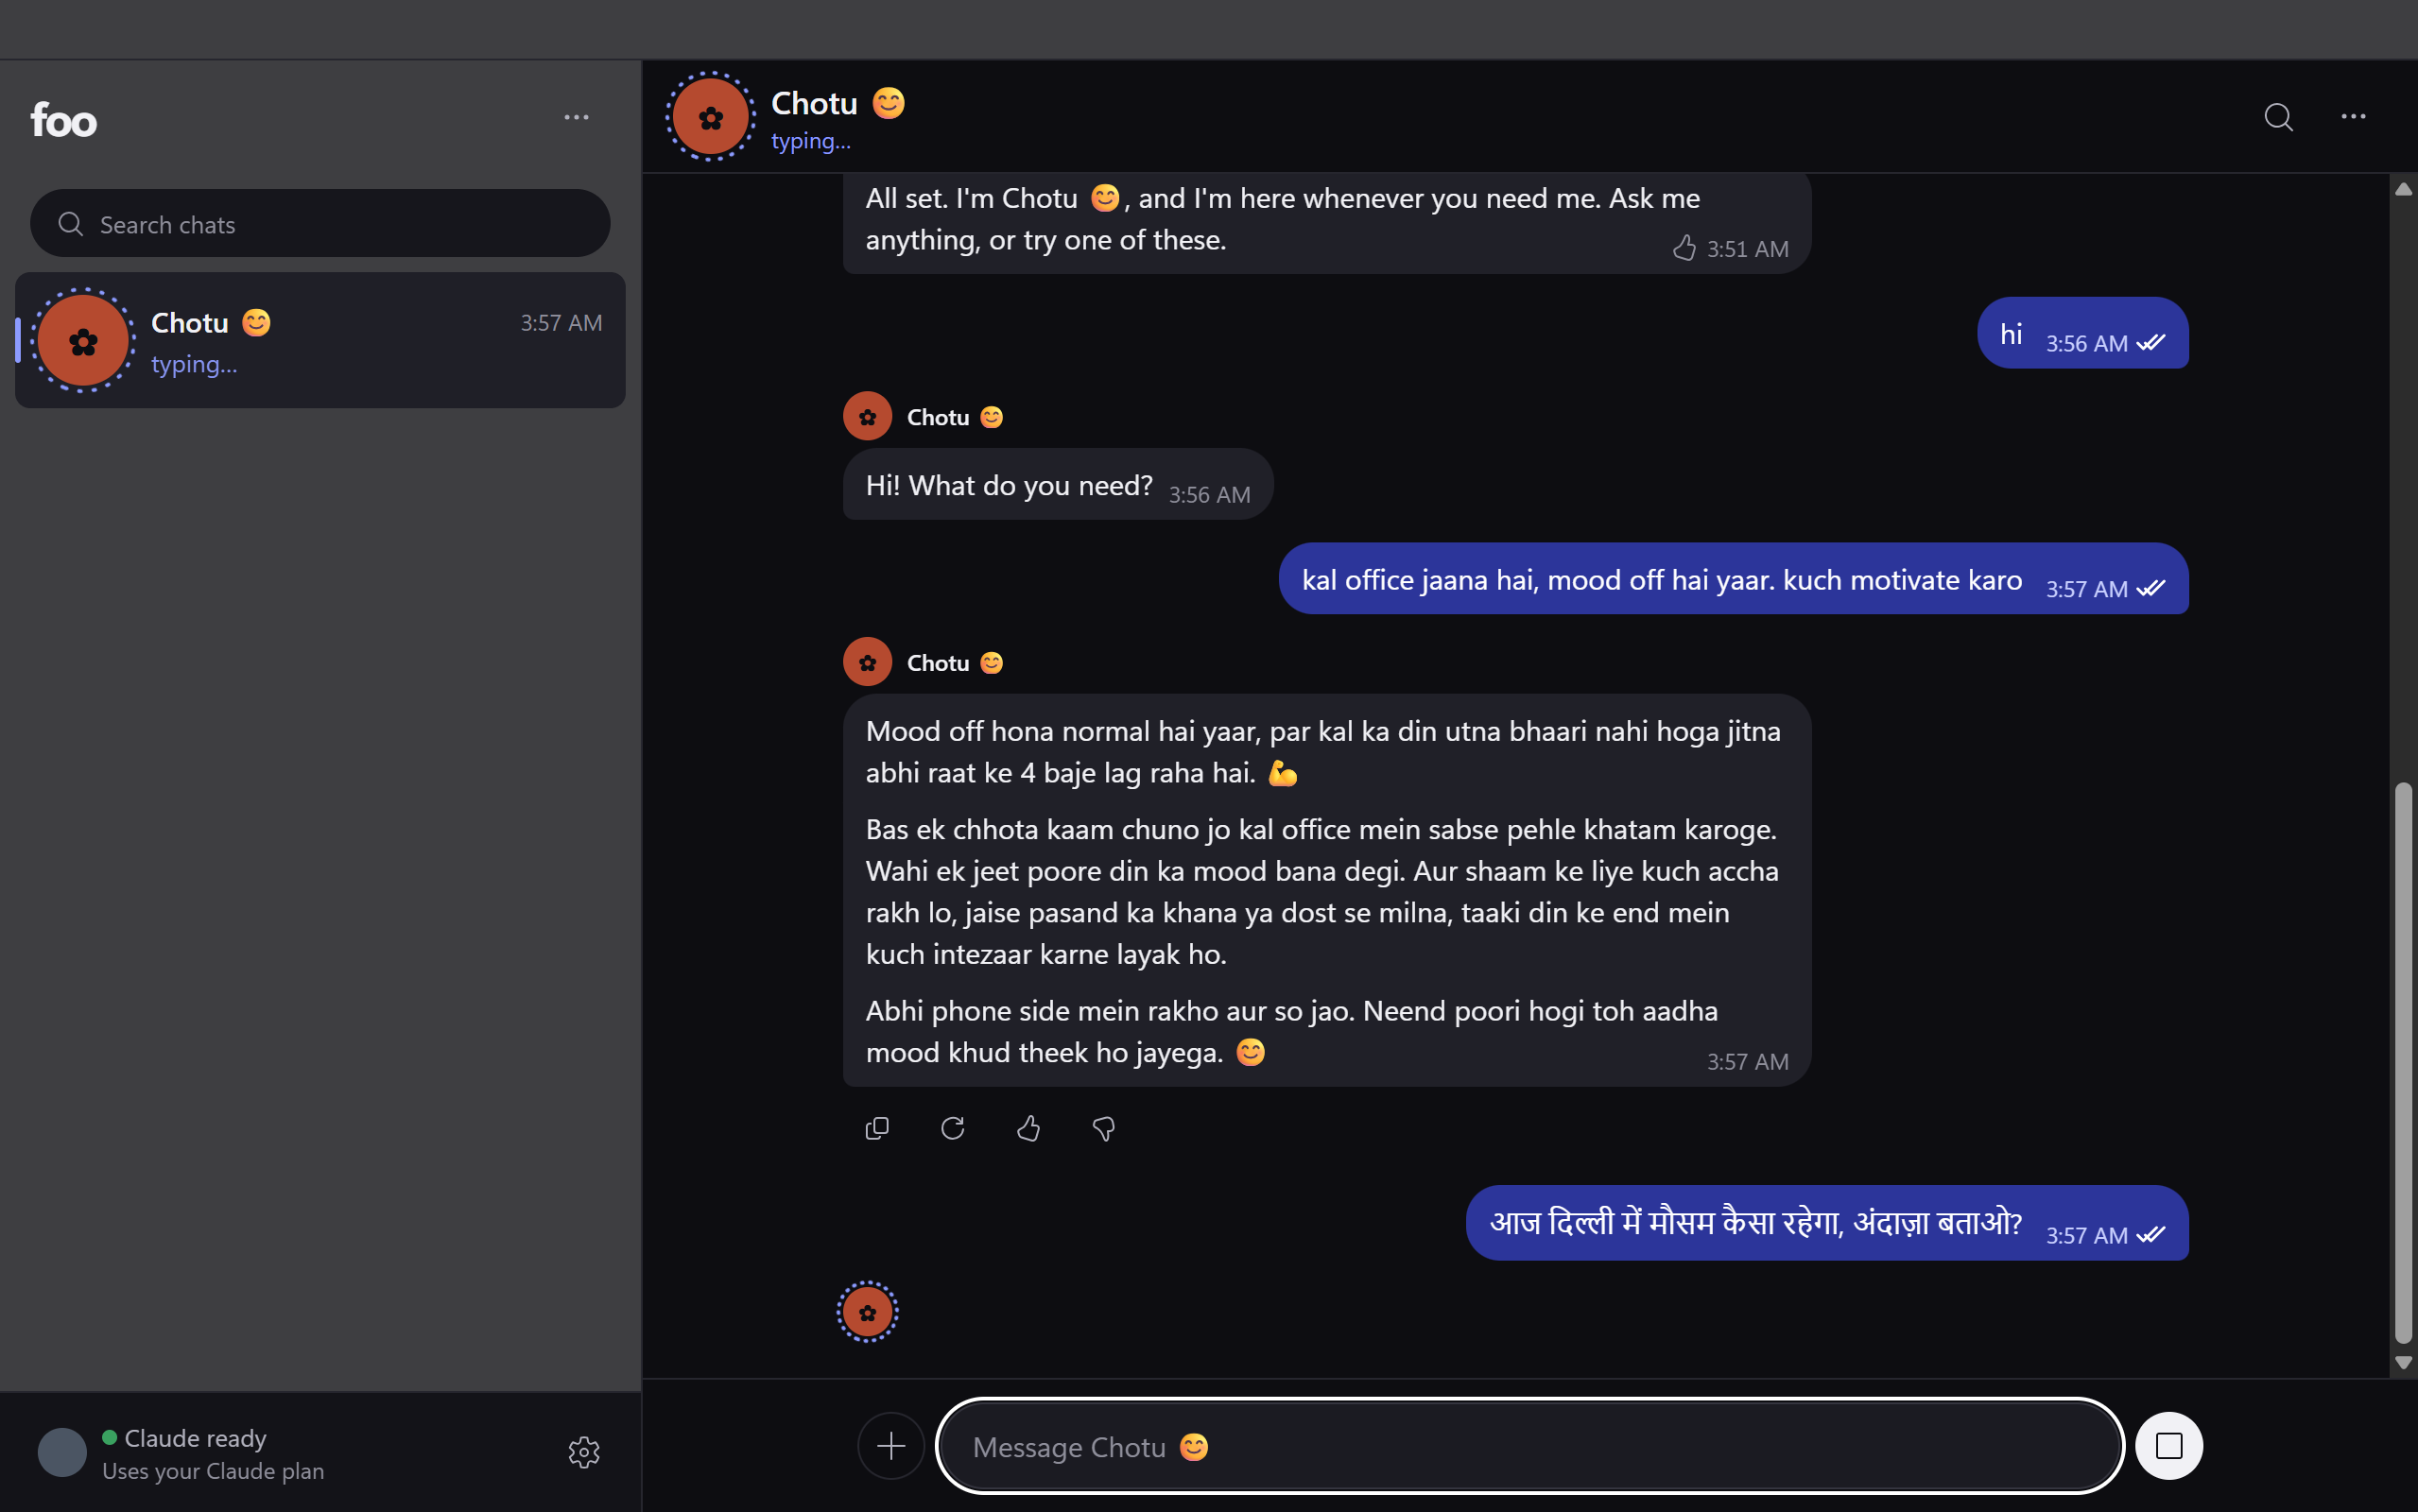 foo
Search chats
Chotu 😊
3:57 AM
typing...
Claude ready
Uses your Claude plan
Chotu 😊
typing...
All set. I'm Chotu 😊, and I'm here whenever you need me. Ask me
anything, or try one of these.
3:51 AM
hi
3:56 AM
Chotu 😊
Hi! What do you need?
3:56 AM
kal office jaana hai, mood off hai yaar. kuch motivate karo
3:57 AM
Chotu 😊
Mood off hona normal hai yaar, par kal ka din utna bhaari nahi hoga jitna
abhi raat ke 4 baje lag raha hai. 💪
Bas ek chhota kaam chuno jo kal office mein sabse pehle khatam karoge.
Wahi ek jeet poore din ka mood bana degi. Aur shaam ke liye kuch accha
rakh lo, jaise pasand ka khana ya dost se milna, taaki din ke end mein
kuch intezaar karne layak ho.
Abhi phone side mein rakho aur so jao. Neend poori hogi toh aadha
mood khud theek ho jayega. 😊
3:57 AM
आज दिल्ली में मौसम कैसा रहेगा, अंदाज़ा बताओ?
3:57 AM
Message Chotu 😊